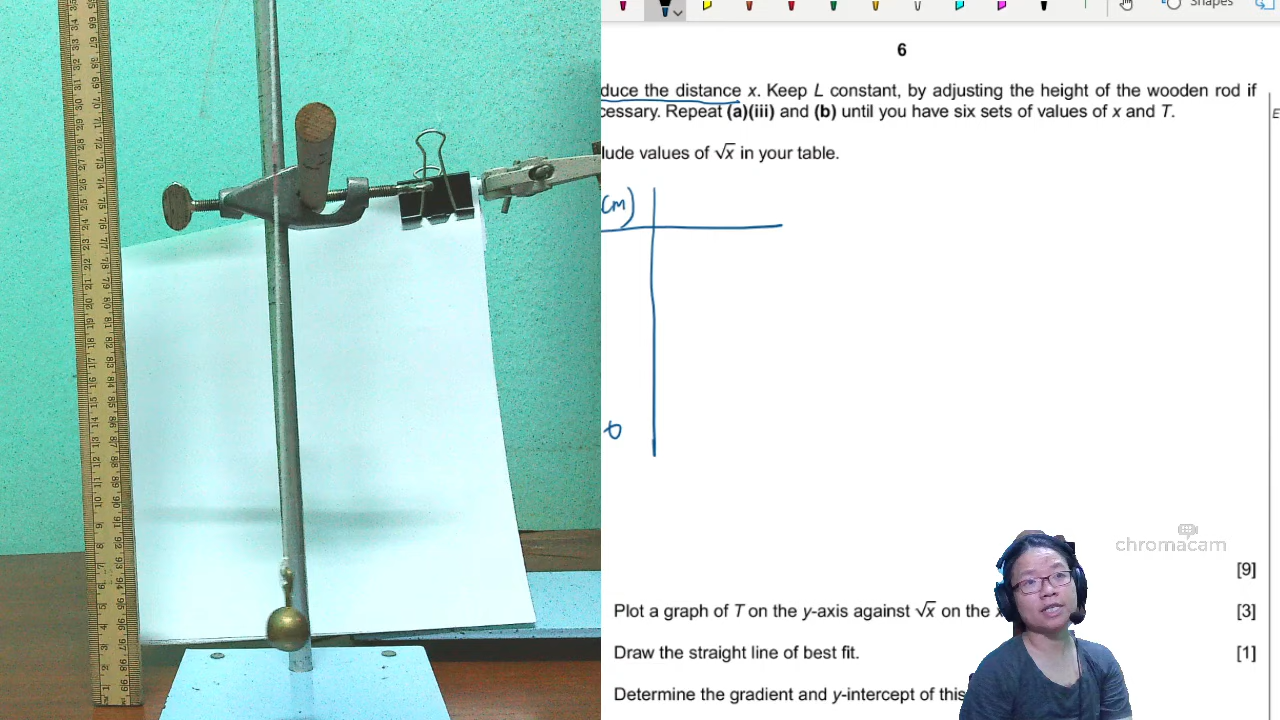 Shapes
6
duce the distance x. Keep L constant, by adjusting the height of the wooden rod if
cessary. Repeat (a)(iii) and (b) until you have six sets of values of x and T.
E
lude values of √x in your table.
cm)
chromacam
[9]
Plot a graph of T on the y-axis against √x on the x
[3]
Draw the straight line of best fit.
[1]
Determine the gradient and y-intercept of this